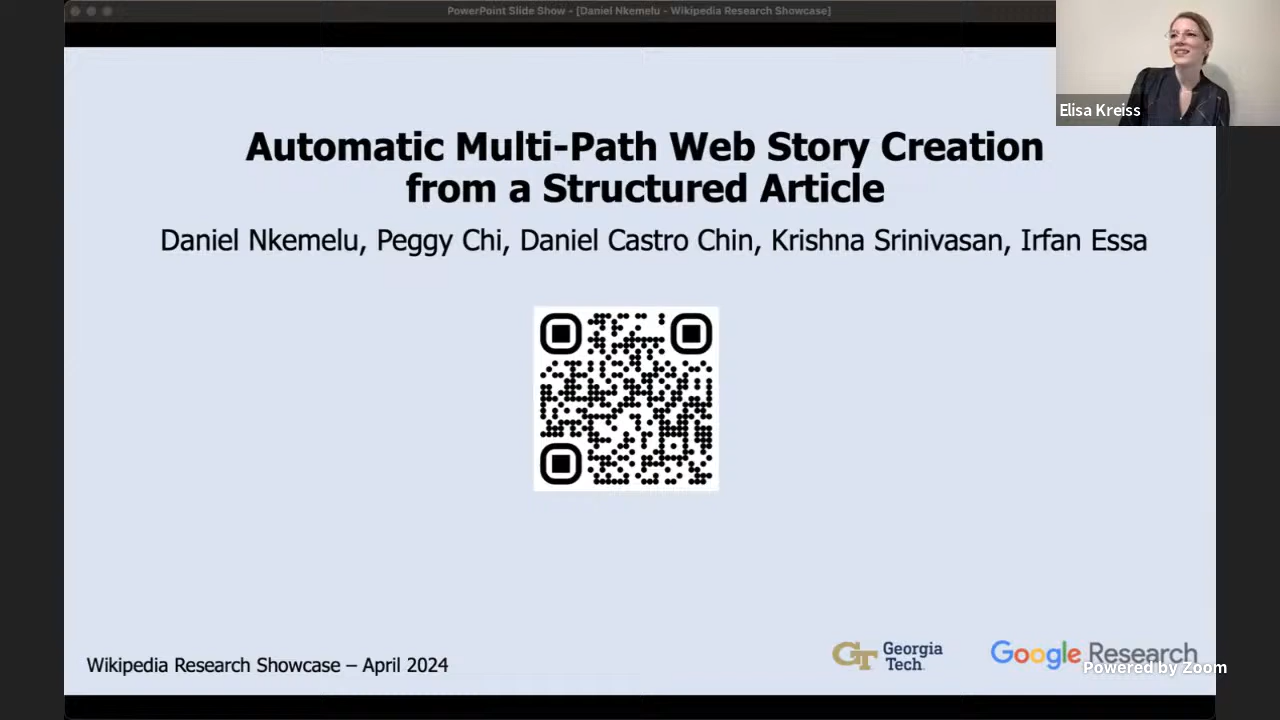 PowerPoint Slide Show - [Daniel Nkemelu - Wikipedia Research Showcase]
Elisa Kreiss
Automatic Multi-Path Web Story Creation
from a Structured Article
Daniel Nkemelu, Peggy Chi, Daniel Castro Chin, Krishna Srinivasan, Irfan Essa
Wikipedia Research Showcase – April 2024
GT Georgia
Tech
Google Research
Powered by Zoom